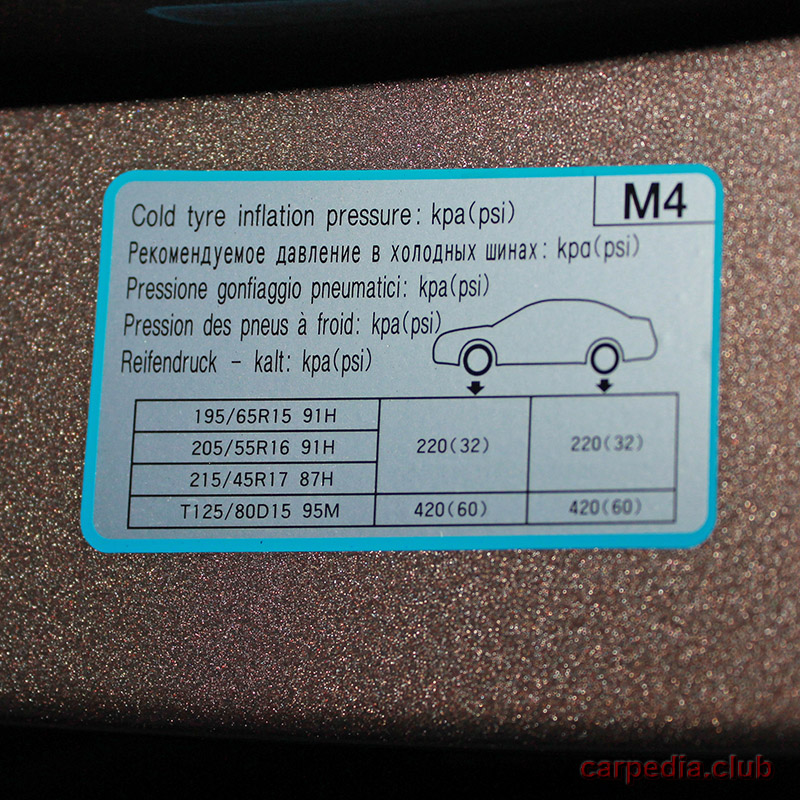 M4
Cold tyre inflation pressure: kpa(psi)
Рекомендуемое давление в холодных шинах: kpa(psi)
Pressione gonfiaggio pneumatici: kpa(psi)
Pression des pneus à froid: kpa(psi)
Reifendruck - kalt: kpa(psi)
195/65R15 91H
205/55R16 91H 220(32) 220(32)
215/45R17 87H
T125/80D15 95M 420(60) 420(60)
carpedia.club